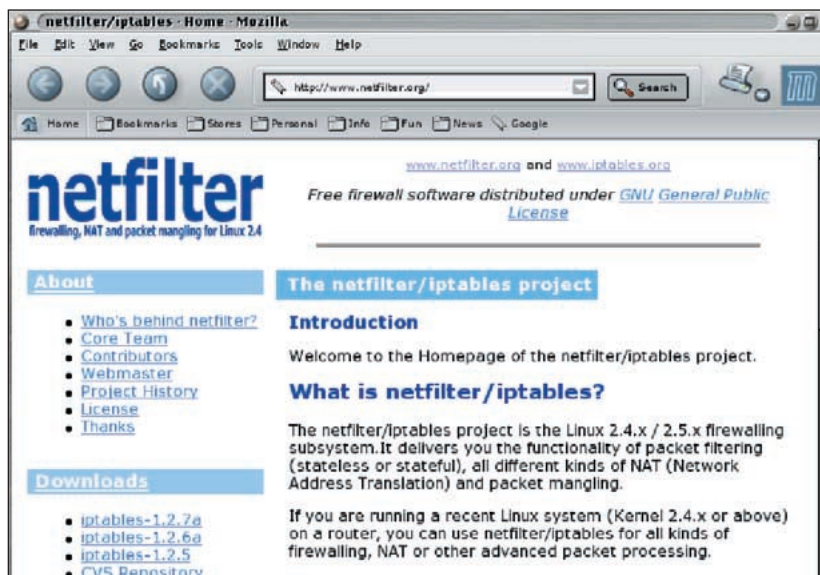 netfilter/iptables - Home - Mozilla
File Edit View Go Bookmarks Tools Window Help
http://www.netfilter.org/
Search
Home Bookmarks Stores Personal Info Fun News Google
netfilter
firewalling, NAT and packet mangling for Linux 2.4
www.netfilter.org and www.iptables.org
Free firewall software distributed under GNU General Public
License
About
Who's behind netfilter?
Core Team
Contributors
Webmaster
Project History
License
Thanks
Downloads
iptables-1.2.7a
iptables-1.2.6a
iptables-1.2.5
CVS Repository
The netfilter/iptables project
Introduction
Welcome to the Homepage of the netfilter/iptables project.
What is netfilter/iptables?
The netfilter/iptables project is the Linux 2.4.x / 2.5.x firewalling
subsystem.It delivers you the functionality of packet filtering
(stateless or stateful), all different kinds of NAT (Network
Address Translation) and packet mangling.
If you are running a recent Linux system (Kernel 2.4.x or above)
on a router, you can use netfilter/iptables for all kinds of
firewalling, NAT or other advanced packet processing.